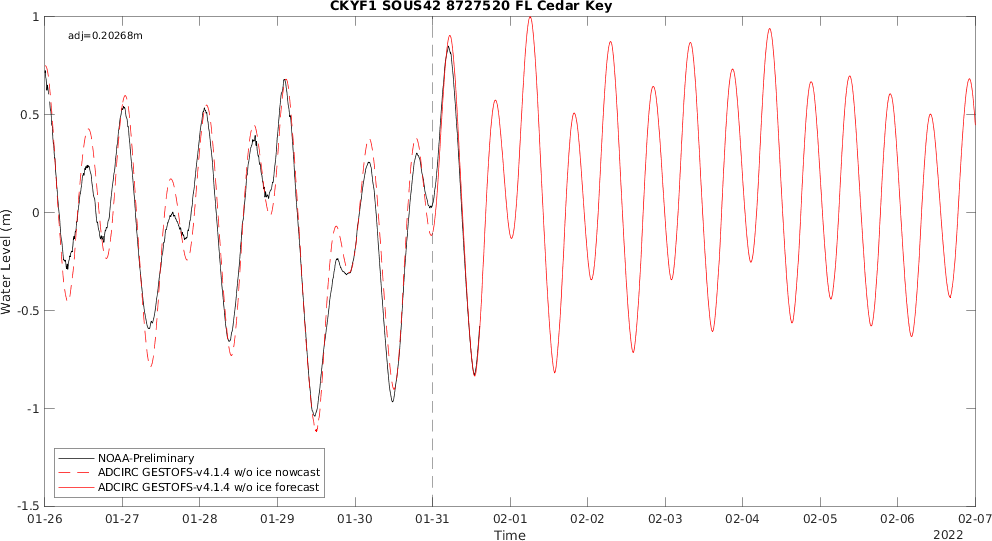 CKYF1 SOUS42 8727520 FL Cedar Key
adj=0.20268m
1
0.5
0
-0.5
-1
-1.5
Water Level (m)
NOAA-Preliminary
ADCIRC GESTOFS-v4.1.4 w/o ice nowcast
ADCIRC GESTOFS-v4.1.4 w/o ice forecast
01-26 01-27 01-28 01-29 01-30 01-31 02-01 02-02 02-03 02-04 02-05 02-06 02-07
Time
2022